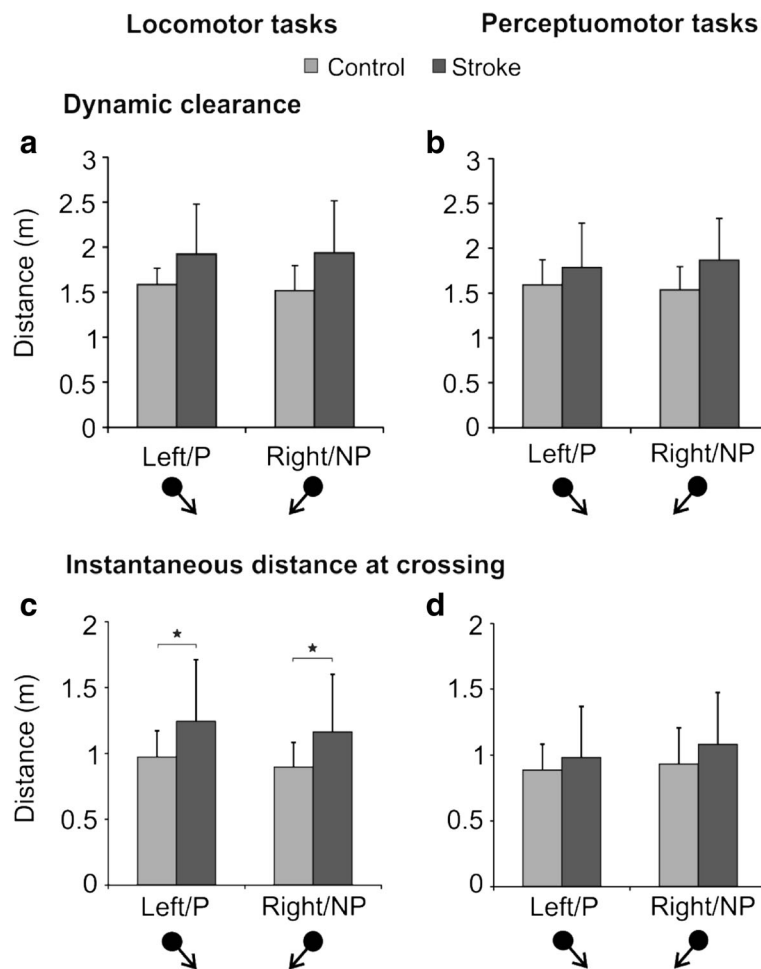 Locomotor tasks Perceptuomotor tasks
Control Stroke
Dynamic clearance
a b
3 3
2.5 2.5
2 2
1.5 1.5
1 1
0.5 0.5
0 0
Distance (m)
Left/P Right/NP Left/P Right/NP
Instantaneous distance at crossing
c d
2 2
* *
1.5 1.5
1 1
0.5 0.5
0 0
Distance (m)
Left/P Right/NP Left/P Right/NP